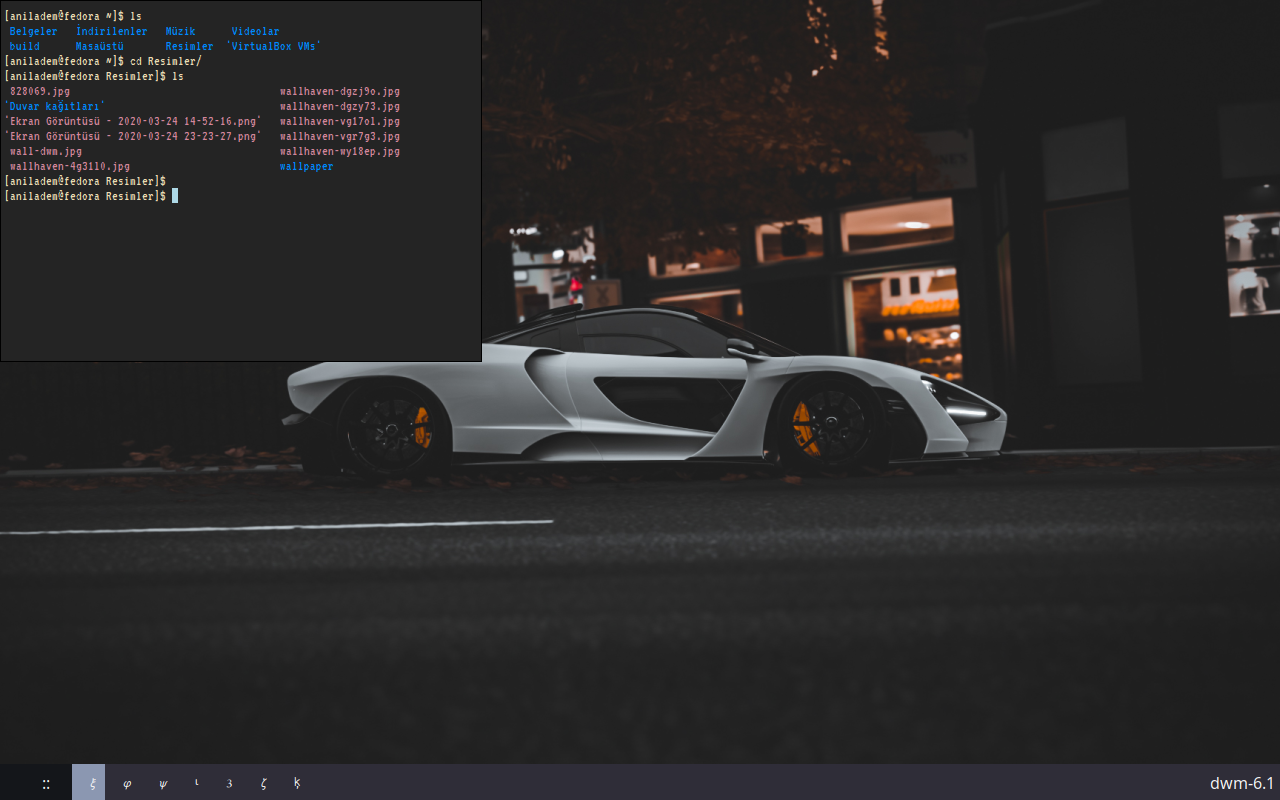 [aniladem@fedora ~]$ ls
Belgeler İndirilenler Müzik Videolar
build Masaüstü Resimler 'VirtualBox VMs'
[aniladem@fedora ~]$ cd Resimler/
[aniladem@fedora Resimler]$ ls
828069.jpg wallhaven-dgzj9o.jpg
'Duvar kağıtları' wallhaven-dgzy73.jpg
'Ekran Görüntüsü - 2020-03-24 14-52-16.png' wallhaven-vg17ol.jpg
'Ekran Görüntüsü - 2020-03-24 23-23-27.png' wallhaven-vgr7g3.jpg
wall-dwm.jpg wallhaven-wy18ep.jpg
wallhaven-4g3110.jpg wallpaper
[aniladem@fedora Resimler]$
[aniladem@fedora Resimler]$
:: ξ φ ψ ι з ζ ķ dwm-6.1